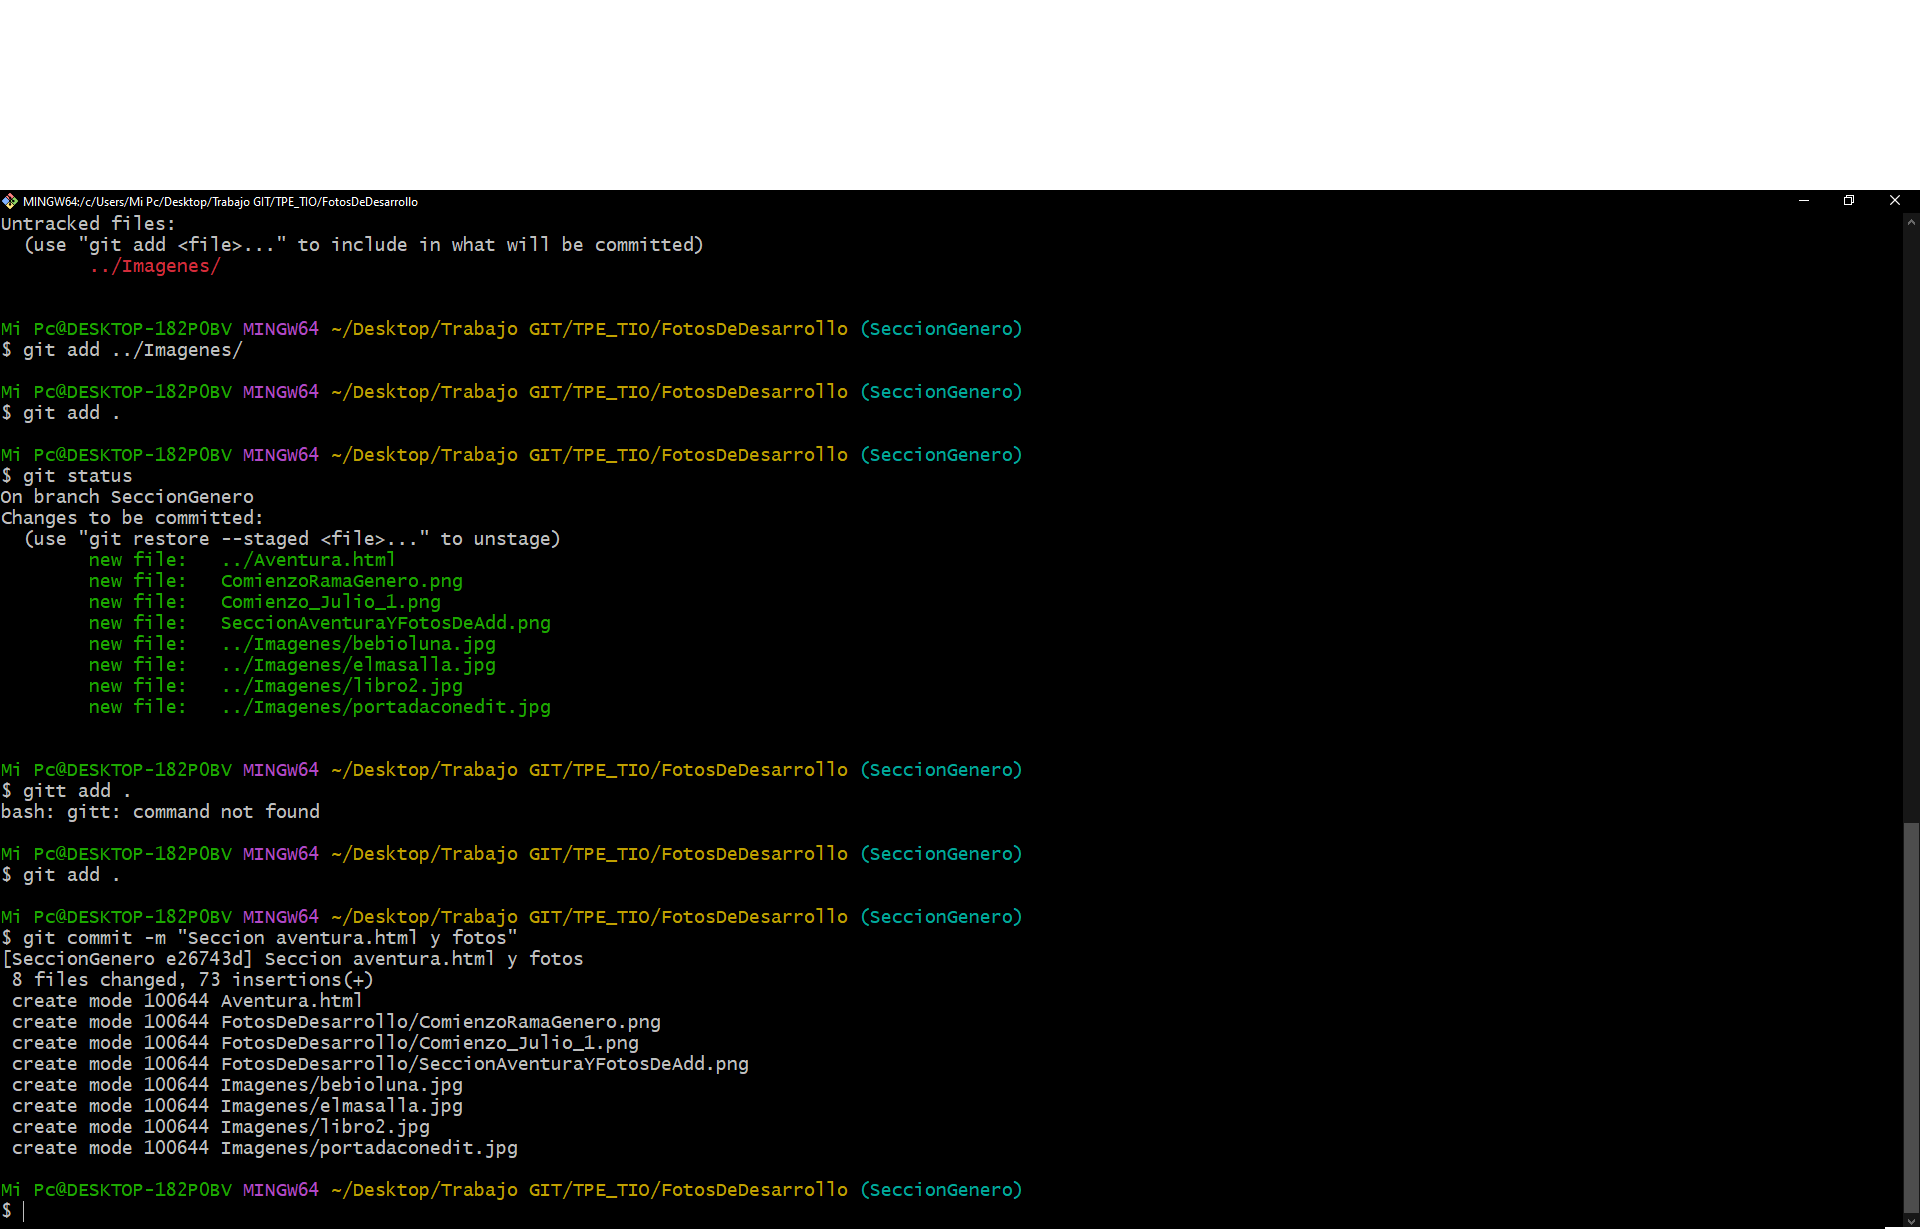 MINGW64:/c/Users/Mi Pc/Desktop/Trabajo GIT/TPE_TIO/FotosDeDesarrollo
Untracked files:
  (use "git add <file>..." to include in what will be committed)
        ../Imagenes/

Mi Pc@DESKTOP-182P0BV MINGW64 ~/Desktop/Trabajo GIT/TPE_TIO/FotosDeDesarrollo (SeccionGenero)
$ git add ../Imagenes/

Mi Pc@DESKTOP-182P0BV MINGW64 ~/Desktop/Trabajo GIT/TPE_TIO/FotosDeDesarrollo (SeccionGenero)
$ git add .

Mi Pc@DESKTOP-182P0BV MINGW64 ~/Desktop/Trabajo GIT/TPE_TIO/FotosDeDesarrollo (SeccionGenero)
$ git status
On branch SeccionGenero
Changes to be committed:
  (use "git restore --staged <file>..." to unstage)
        new file:   ../Aventura.html
        new file:   ComienzoRamaGenero.png
        new file:   Comienzo_Julio_1.png
        new file:   SeccionAventuraYFotosDeAdd.png
        new file:   ../Imagenes/bebioluna.jpg
        new file:   ../Imagenes/elmasalla.jpg
        new file:   ../Imagenes/libro2.jpg
        new file:   ../Imagenes/portadaconedit.jpg

Mi Pc@DESKTOP-182P0BV MINGW64 ~/Desktop/Trabajo GIT/TPE_TIO/FotosDeDesarrollo (SeccionGenero)
$ gitt add .
bash: gitt: command not found

Mi Pc@DESKTOP-182P0BV MINGW64 ~/Desktop/Trabajo GIT/TPE_TIO/FotosDeDesarrollo (SeccionGenero)
$ git add .

Mi Pc@DESKTOP-182P0BV MINGW64 ~/Desktop/Trabajo GIT/TPE_TIO/FotosDeDesarrollo (SeccionGenero)
$ git commit -m "Seccion aventura.html y fotos"
[SeccionGenero e26743d] Seccion aventura.html y fotos
 8 files changed, 73 insertions(+)
 create mode 100644 Aventura.html
 create mode 100644 FotosDeDesarrollo/ComienzoRamaGenero.png
 create mode 100644 FotosDeDesarrollo/Comienzo_Julio_1.png
 create mode 100644 FotosDeDesarrollo/SeccionAventuraYFotosDeAdd.png
 create mode 100644 Imagenes/bebioluna.jpg
 create mode 100644 Imagenes/elmasalla.jpg
 create mode 100644 Imagenes/libro2.jpg
 create mode 100644 Imagenes/portadaconedit.jpg

Mi Pc@DESKTOP-182P0BV MINGW64 ~/Desktop/Trabajo GIT/TPE_TIO/FotosDeDesarrollo (SeccionGenero)
$